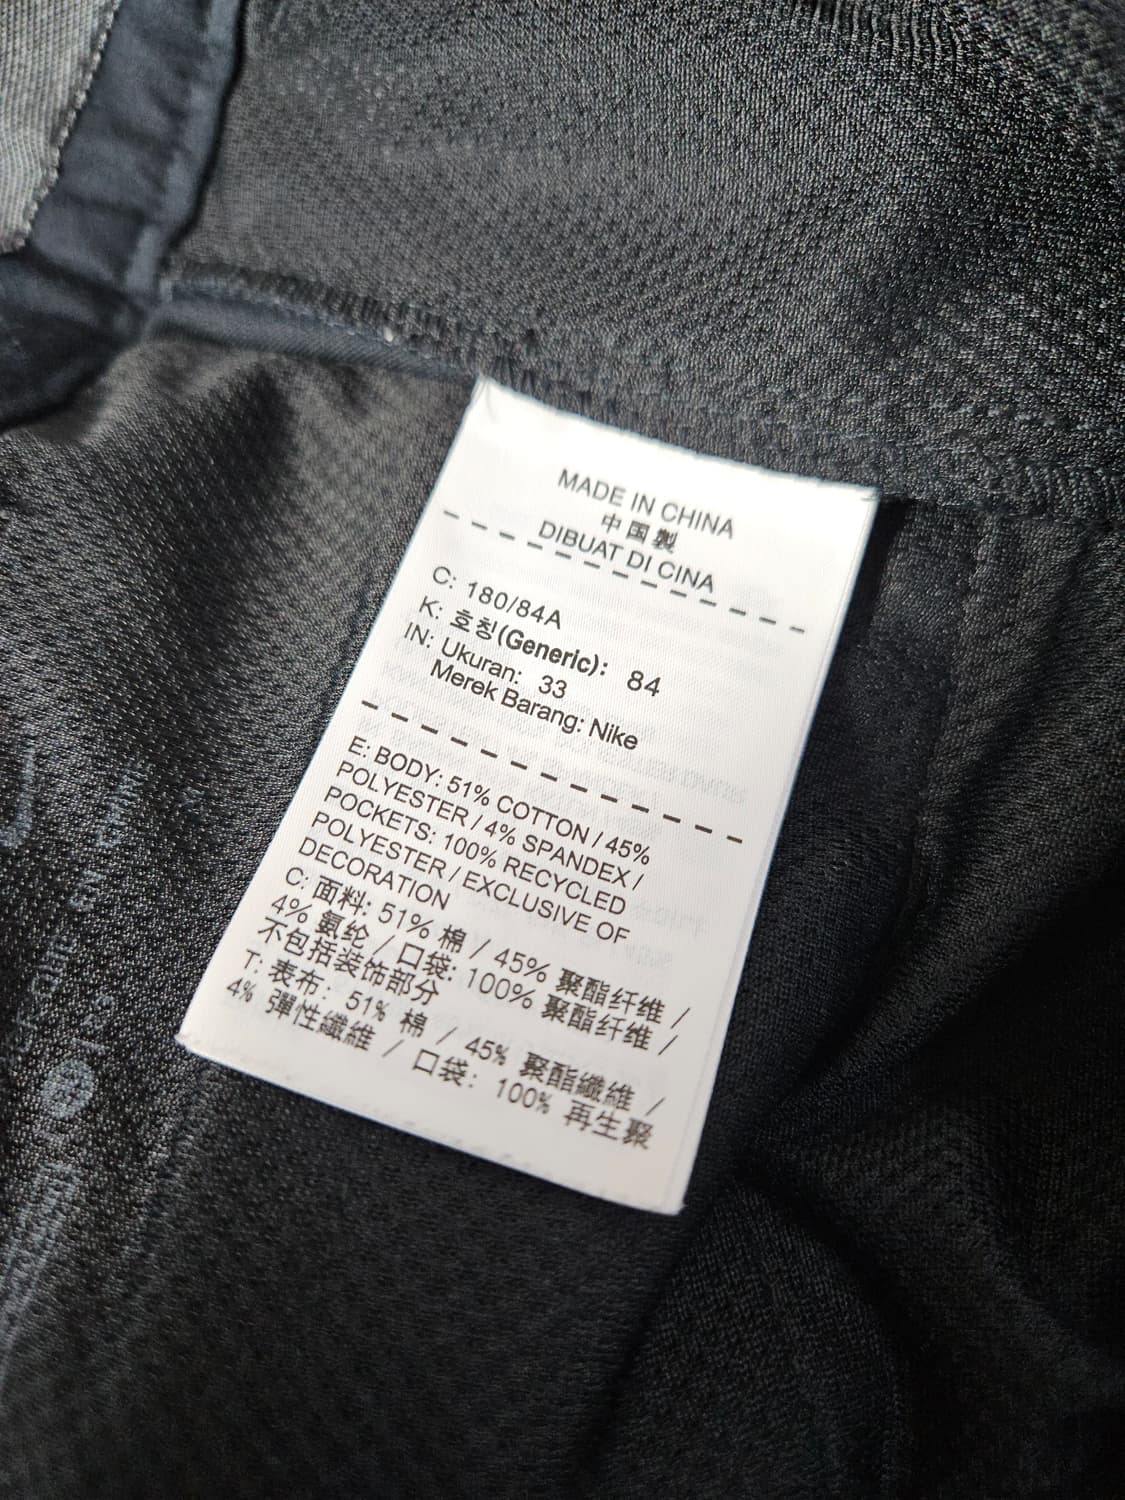 MADE IN CHINA
中国製
DIBUAT DI CINA
C: 180/84A
K: 호칭(Generic): 84
IN: Ukuran: 33
Merek Barang: Nike
E: BODY: 51% COTTON / 45%
POLYESTER / 4% SPANDEX /
POCKETS: 100% RECYCLED
POLYESTER / EXCLUSIVE OF
DECORATION
C: 面料: 51% 棉 / 45% 聚酯纤维 /
4% 氨纶 / 口袋: 100% 聚酯纤维 /
不包括装饰部分
T: 表布: 51% 棉 / 45% 聚酯纖維 /
4% 彈性纖維 / 口袋: 100% 再生聚